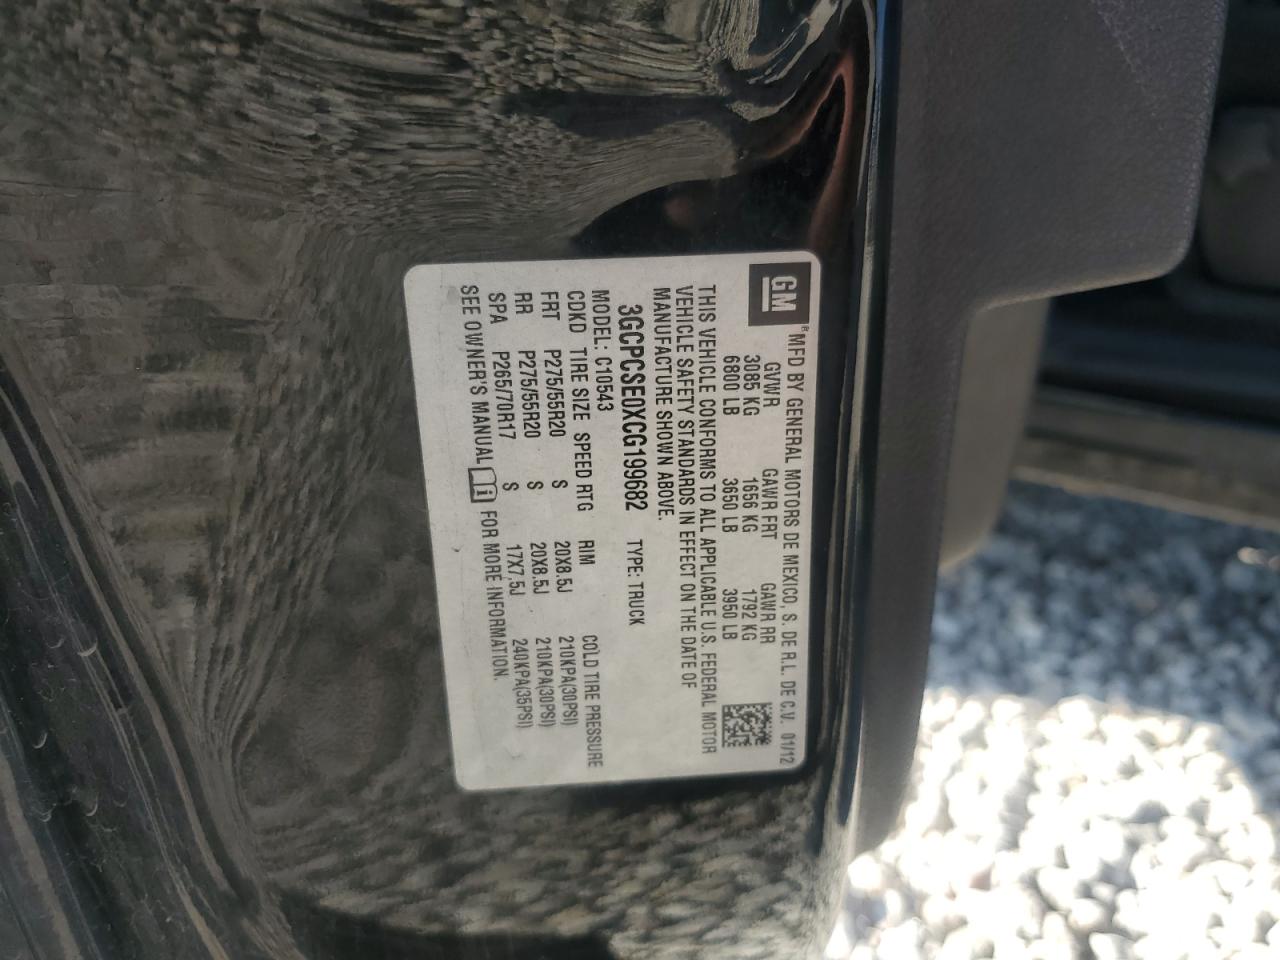 GM
® MFD BY GENERAL MOTORS DE MEXICO, S. DE R.L. DE C.V. 01/12
GVWR GAWR FRT GAWR RR
3085 KG 1656 KG 1792 KG
6800 LB 3650 LB 3950 LB
THIS VEHICLE CONFORMS TO ALL APPLICABLE U.S. FEDERAL MOTOR
VEHICLE SAFETY STANDARDS IN EFFECT ON THE DATE OF
MANUFACTURE SHOWN ABOVE.
3GCPCSE0XCG199682 TYPE: TRUCK
MODEL: C10543
CDKD TIRE SIZE SPEED RTG RIM COLD TIRE PRESSURE
FRT P275/55R20 S 20X8.5J 210KPA(30PSI)
RR P275/55R20 S 20X8.5J 210KPA(30PSI)
SPA P265/70R17 S 17X7.5J 240KPA(35PSI)
SEE OWNER'S MANUAL i FOR MORE INFORMATION.